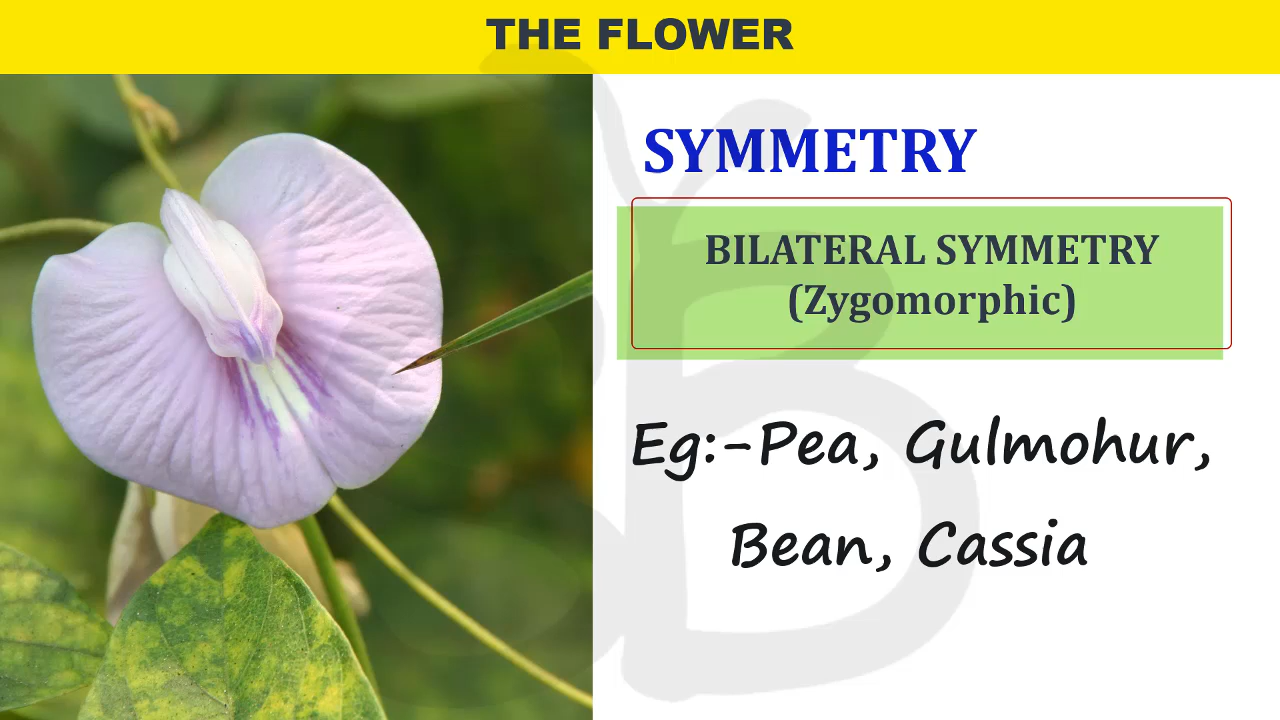 THE FLOWER
SYMMETRY
BILATERAL SYMMETRY
(Zygomorphic)
Eg:-Pea, Gulmohur,
Bean, Cassia